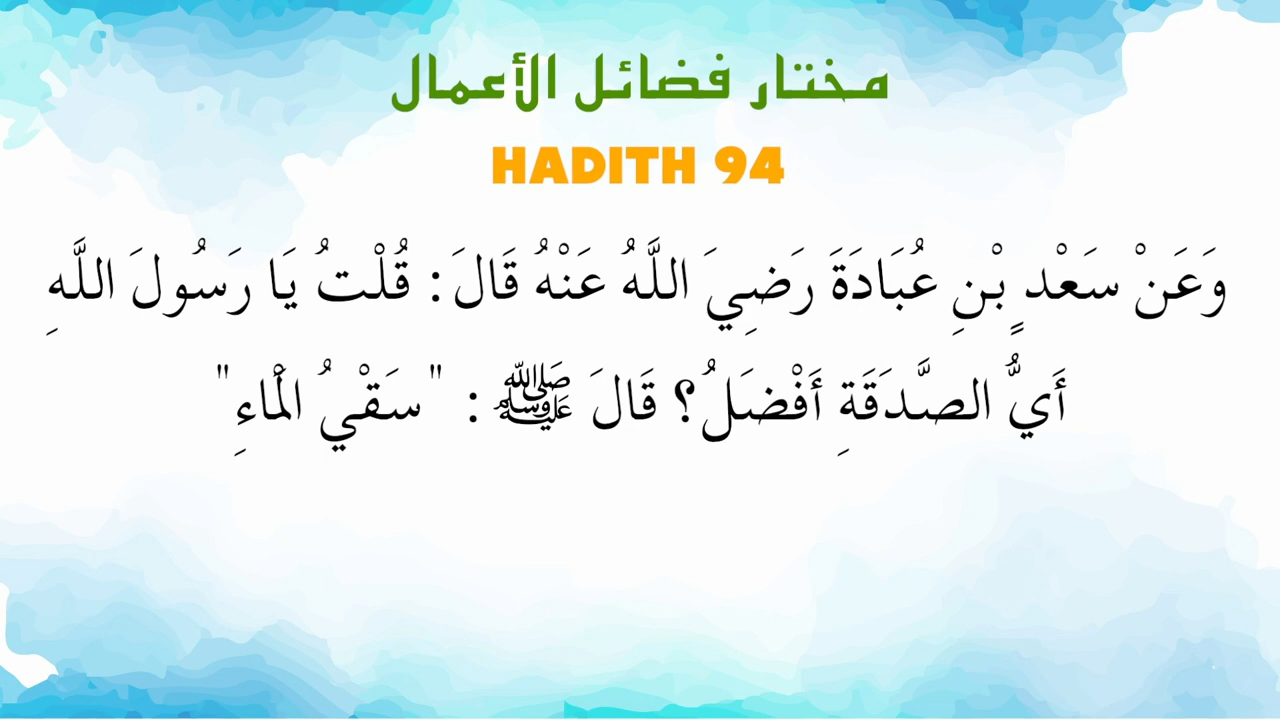 مختار فضائل الأعمال
HADITH 94
وَعَنْ سَعْدٍ بْنِ عُبَادَةَ رَضِيَ اللَّهُ عَنْهُ قَالَ: قُلْتُ يَا رَسُولَ اللَّهِ
أَيُّ الصَّدَقَةِ أَفْضَلُ؟ قَالَ ﷺ : "سَقْيُ الْمَاءِ"